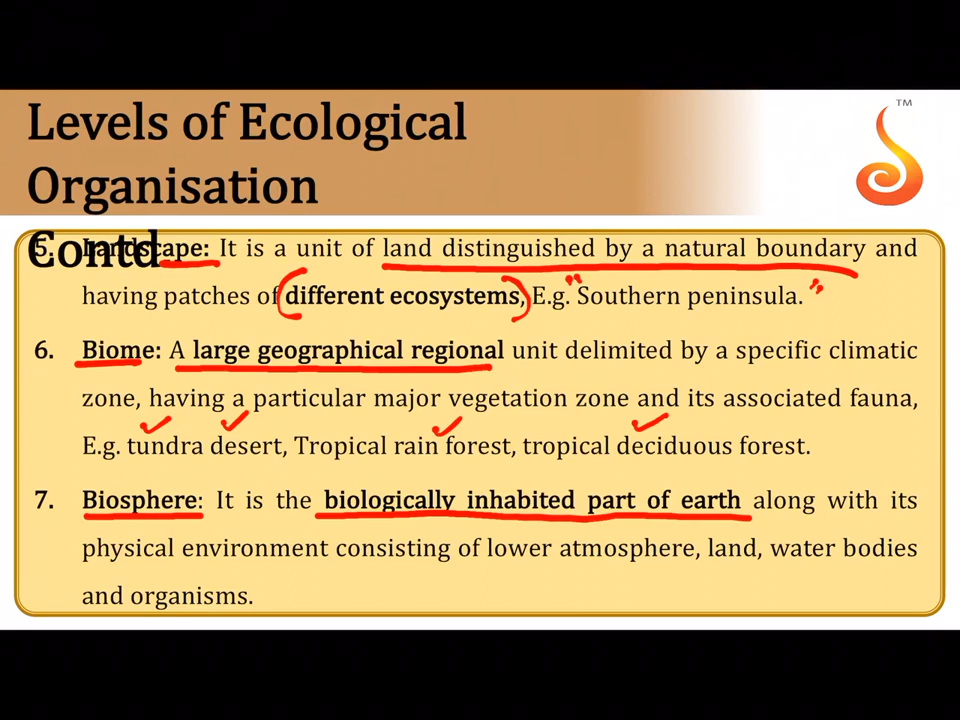 Levels of Ecological
Organisation
Contd
TM
5. Landscape: It is a unit of land distinguished by a natural boundary and
having patches of different ecosystems, E.g. Southern peninsula.
6. Biome: A large geographical regional unit delimited by a specific climatic
zone, having a particular major vegetation zone and its associated fauna,
E.g. tundra desert, Tropical rain forest, tropical deciduous forest.
7. Biosphere: It is the biologically inhabited part of earth along with its
physical environment consisting of lower atmosphere, land, water bodies
and organisms.